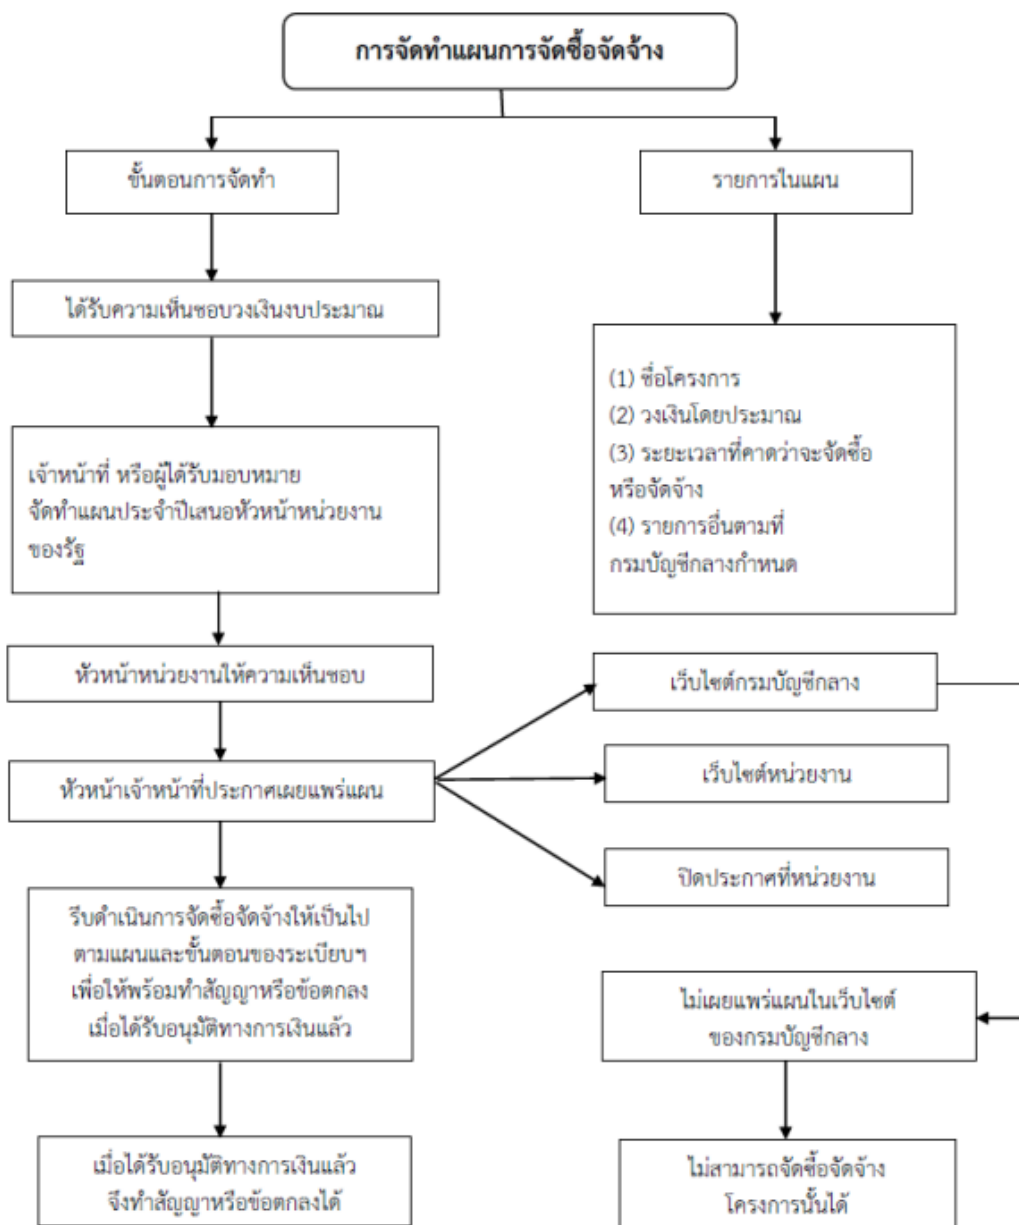 การจัดทำแผนการจัดซื้อจัดจ้าง
ขั้นตอนการจัดทำ
ได้รับความเห็นชอบวงเงินงบประมาณ
เจ้าหน้าที่ หรือผู้ได้รับมอบหมาย
จัดทำแผนประจำปีเสนอหัวหน้าหน่วยงาน
ของรัฐ
หัวหน้าหน่วยงานให้ความเห็นชอบ
หัวหน้าเจ้าหน้าที่ประกาศเผยแพร่แผน
รีบดำเนินการจัดซื้อจัดจ้างให้เป็นไป
ตามแผนและขั้นตอนของระเบียบฯ
เพื่อให้พร้อมทำสัญญาหรือข้อตกลง
เมื่อได้รับอนุมัติทางการเงินแล้ว
เมื่อได้รับอนุมัติทางการเงินแล้ว
จึงทำสัญญาหรือข้อตกลงได้
รายการในแผน
(1) ชื่อโครงการ
(2) วงเงินโดยประมาณ
(3) ระยะเวลาที่คาดว่าจะจัดซื้อ
หรือจัดจ้าง
(4) รายการอื่นตามที่
กรมบัญชีกลางกำหนด
เว็บไซต์กรมบัญชีกลาง
เว็บไซต์หน่วยงาน
ปิดประกาศที่หน่วยงาน
ไม่เผยแพร่แผนในเว็บไซต์
ของกรมบัญชีกลาง
ไม่สามารถจัดซื้อจัดจ้าง
โครงการนั้นได้